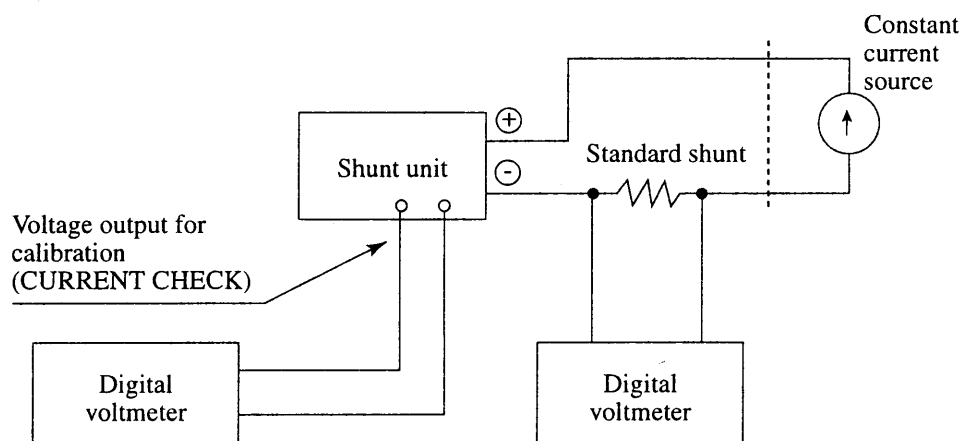 Constant
current
source
+
Shunt unit
-
Standard shunt
Voltage output for
calibration
(CURRENT CHECK)
Digital
voltmeter
Digital
voltmeter